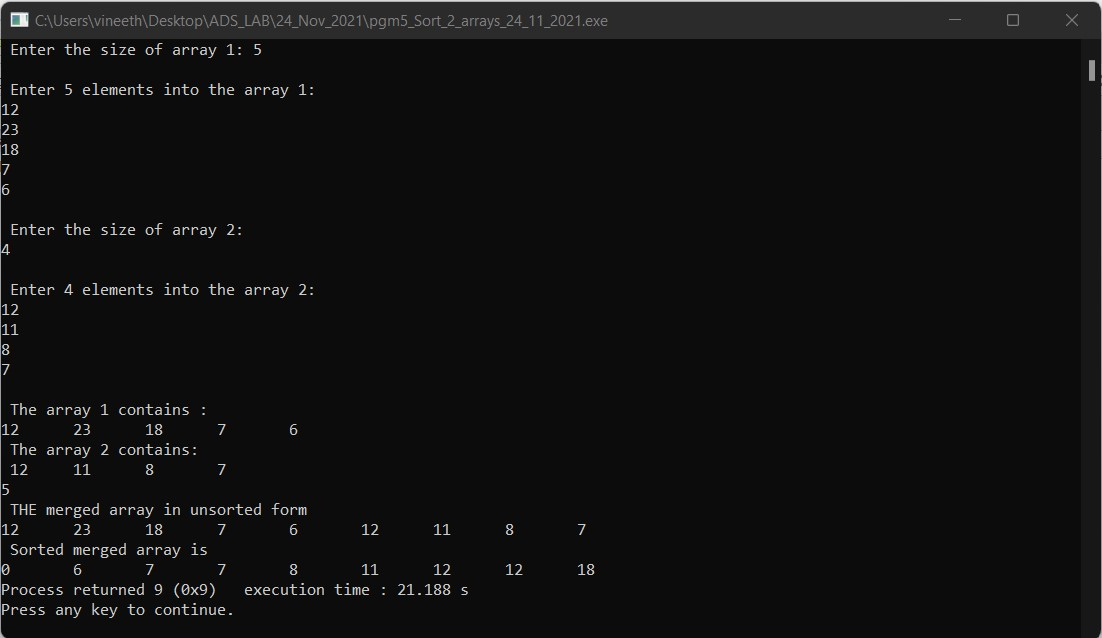 C:\Users\vineeth\Desktop\ADS_LAB\24_Nov_2021\pgm5_Sort_2_arrays_24_11_2021.exe
Enter the size of array 1: 5
Enter 5 elements into the array 1:
12
23
18
7
6
Enter the size of array 2:
4
Enter 4 elements into the array 2:
12
11
8
7
The array 1 contains :
12 23 18 7 6
The array 2 contains:
12 11 8 7
5
THE merged array in unsorted form
12 23 18 7 6 12 11 8 7
Sorted merged array is
0 6 7 7 8 11 12 12 18
Process returned 9 (0x9) execution time : 21.188 s
Press any key to continue.